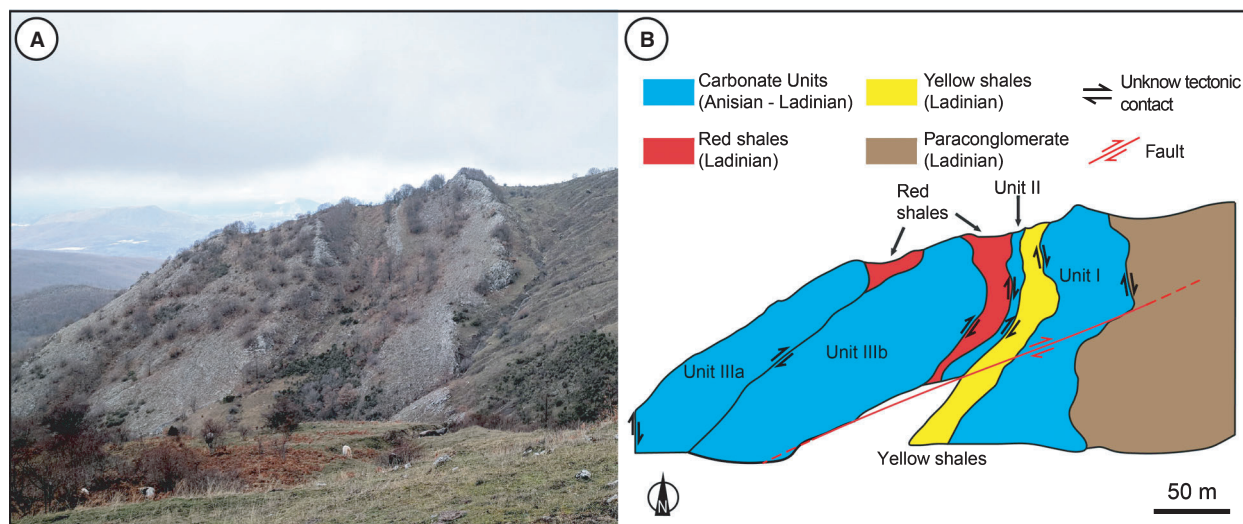 A
B
Carbonate Units
(Anisian - Ladinian)
Yellow shales
(Ladinian)
Unknow tectonic
contact
Red shales
(Ladinian)
Paraconglomerate
(Ladinian)
Fault
Red
shales
Unit II
Unit I
Unit IIIa
Unit IIIb
Yellow shales
N
50 m